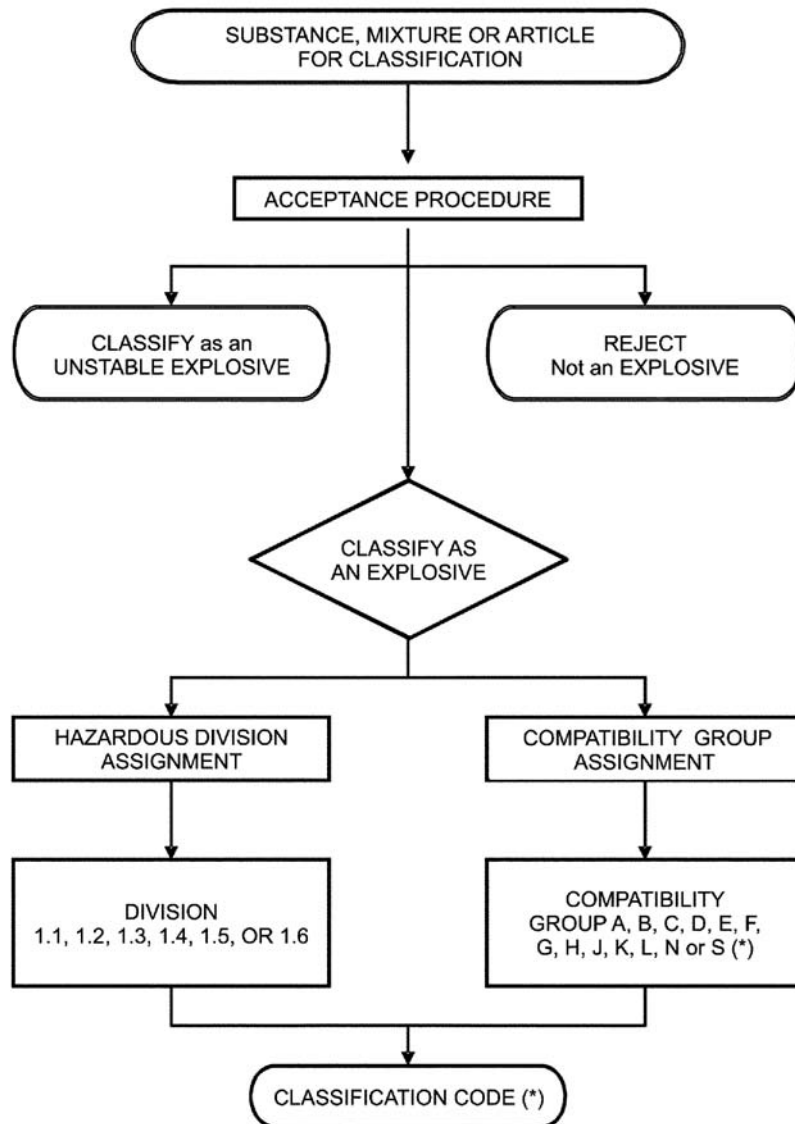 SUBSTANCE, MIXTURE OR ARTICLE
FOR CLASSIFICATION
ACCEPTANCE PROCEDURE
CLASSIFY as an
UNSTABLE EXPLOSIVE
REJECT
Not an EXPLOSIVE
CLASSIFY AS
AN EXPLOSIVE
HAZARDOUS DIVISION
ASSIGNMENT
COMPATIBILITY GROUP
ASSIGNMENT
DIVISION
1.1, 1.2, 1.3, 1.4, 1.5, OR 1.6
COMPATIBILITY
GROUP A, B, C, D, E, F,
G, H, J, K, L, N or S (*)
CLASSIFICATION CODE (*)